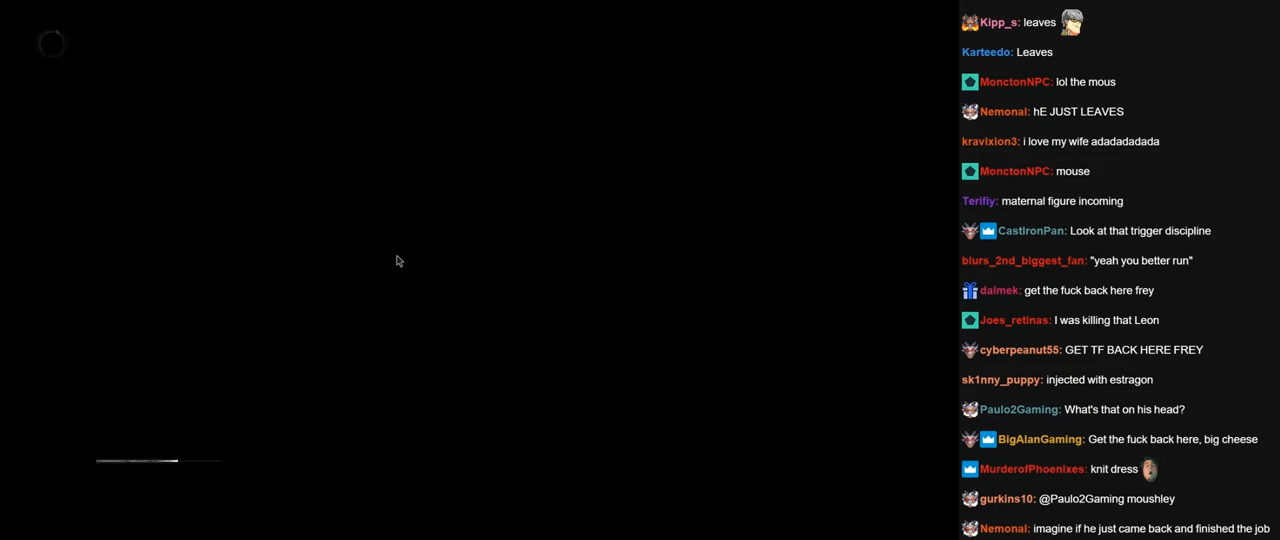 Kipp_s: leaves
Karteedo: Leaves
MonctonNPC: lol the mous
Nemonal: hE JUST LEAVES
kravixion3: i love my wife adadadadada
MonctonNPC: mouse
Terifiy: maternal figure incoming
CastIronPan: Look at that trigger discipline
blurs_2nd_biggest_fan: "yeah you better run"
dalmek: get the fuck back here frey
Joes_retinas: I was killing that Leon
cyberpeanut55: GET TF BACK HERE FREY
sk1nny_puppy: injected with estragon
Paulo2Gaming: What's that on his head?
BigAlanGaming: Get the fuck back here, big cheese
MurderofPhoenixes: knit dress
gurkins10: @Paulo2Gaming moushley
Nemonal: imagine if he just came back and finished the job